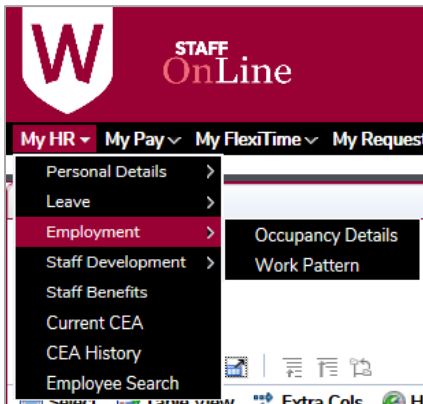 W
STAFF
OnLine
My HR My Pay My FlexiTime My Request
Personal Details
Leave
Employment
Occupancy Details
Staff Development
Work Pattern
Staff Benefits
Current CEA
CEA History
Employee Search
Select Table View Extra Cols H